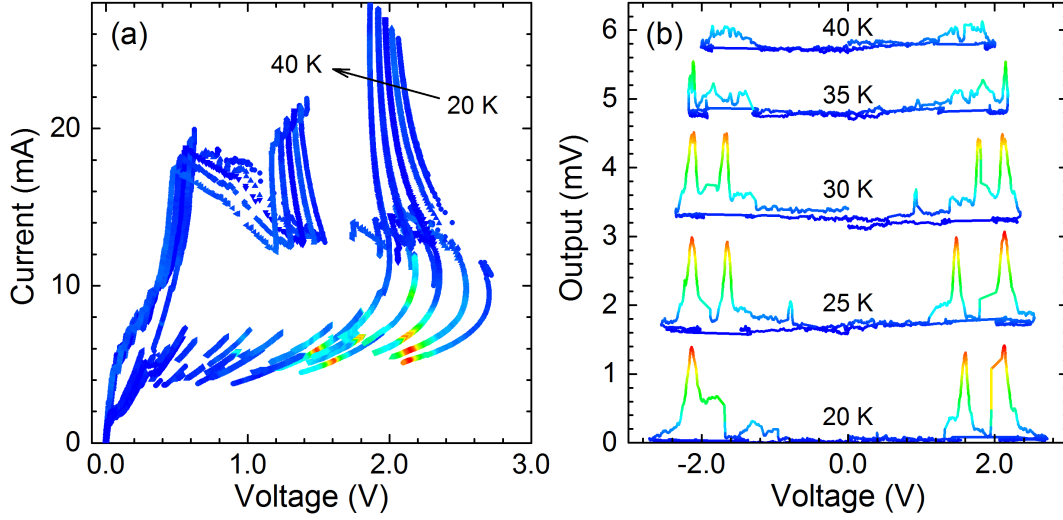 (a)
40 K
20 K
Current (mA)
0
10
20
0.0
1.0
2.0
3.0
Voltage (V)
(b)
40 K
35 K
30 K
25 K
20 K
Output (mV)
0
1
2
3
4
5
6
-2.0
0.0
2.0
Voltage (V)